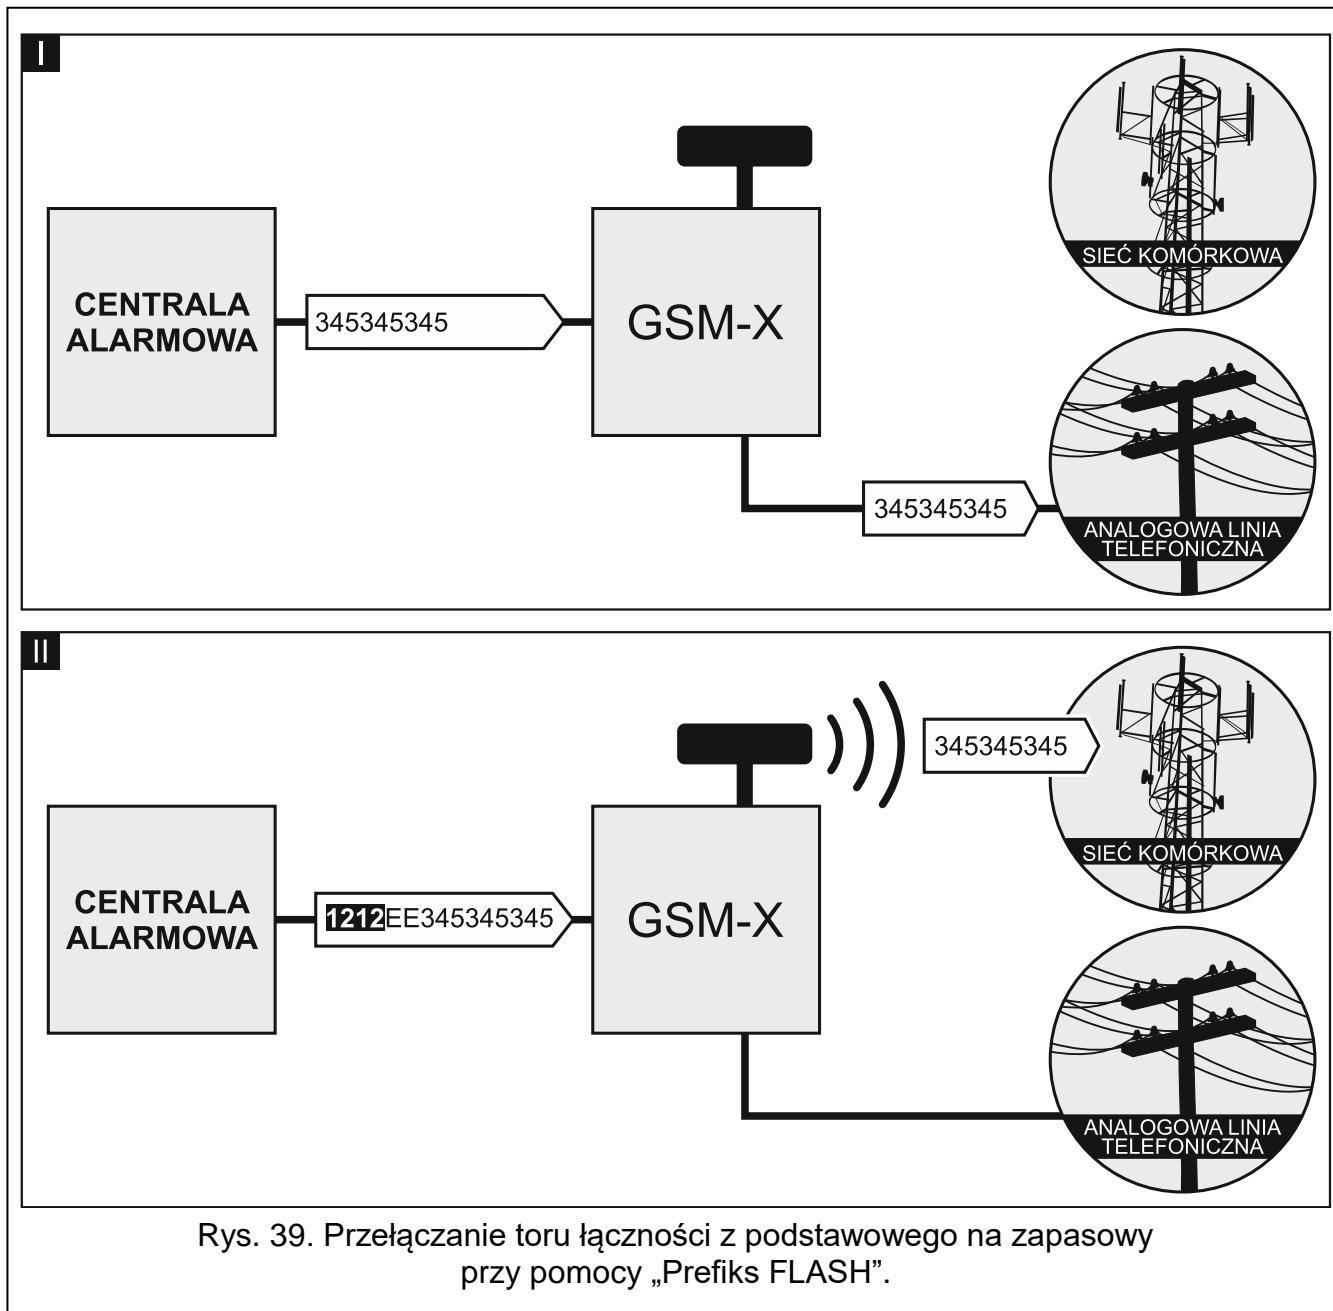 I
SIEĆ KOMÓRKOWA
CENTRALA
ALARMOWA
345345345
GSM-X
345345345
ANALOGOWA LINIA
TELEFONICZNA
II
345345345
SIEĆ KOMÓRKOWA
CENTRALA
ALARMOWA
1212EE345345345
GSM-X
ANALOGOWA LINIA
TELEFONICZNA
Rys. 39. Przełączanie toru łączności z podstawowego na zapasowy
przy pomocy „Prefiks FLASH”.